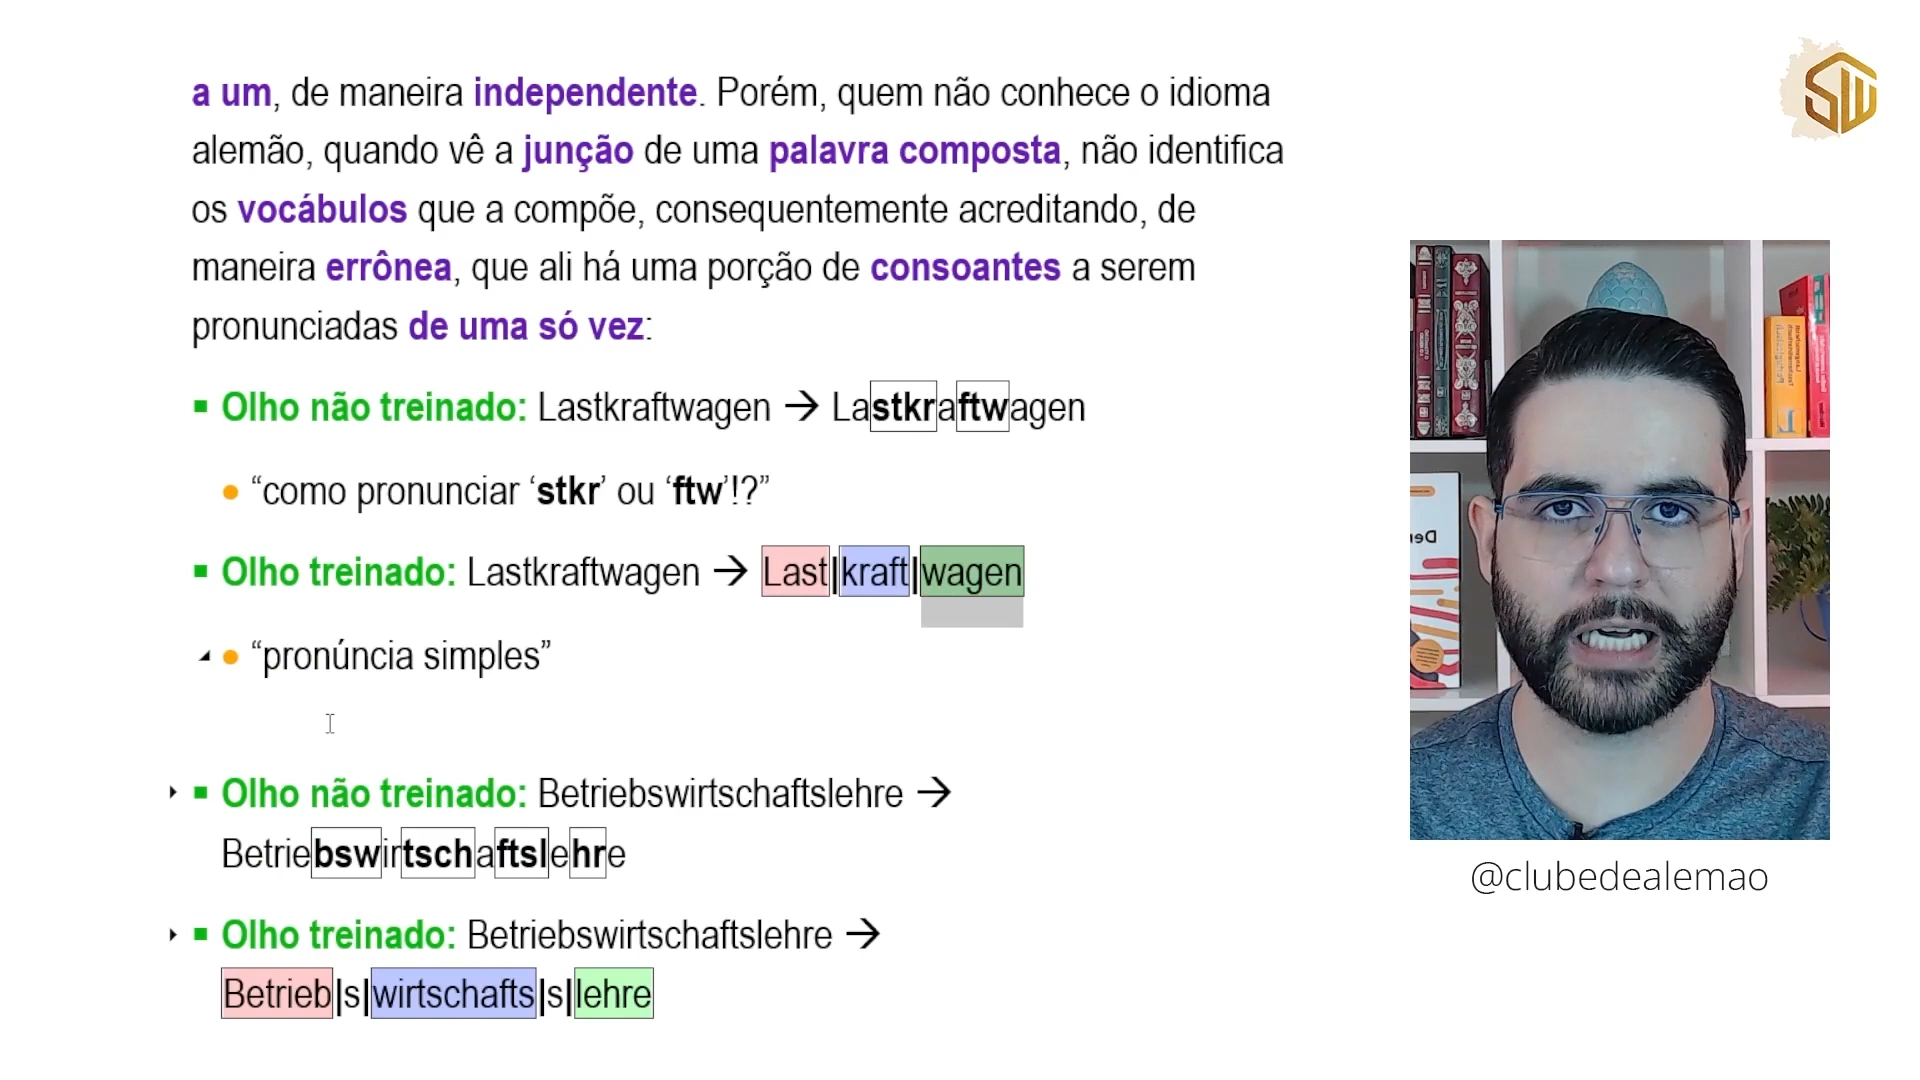 a um, de maneira independente. Porém, quem não conhece o idioma
alemão, quando vê a junção de uma palavra composta, não identifica
os vocábulos que a compõe, consequentemente acreditando, de
maneira errônea, que ali há uma porção de consoantes a serem
pronunciadas de uma só vez:
Olho não treinado: Lastkraftwagen → Lastkraftwagen
“como pronunciar ‘stkr’ ou ‘ftw’!?”
Olho treinado: Lastkraftwagen → Last|kraft|wagen
“pronúncia simples”
Olho não treinado: Betriebswirtschaftslehre →
Betriebswirtschaftslehre
Olho treinado: Betriebswirtschaftslehre →
Betrieb|s|wirtschafts|s|lehre
@clubedealemao